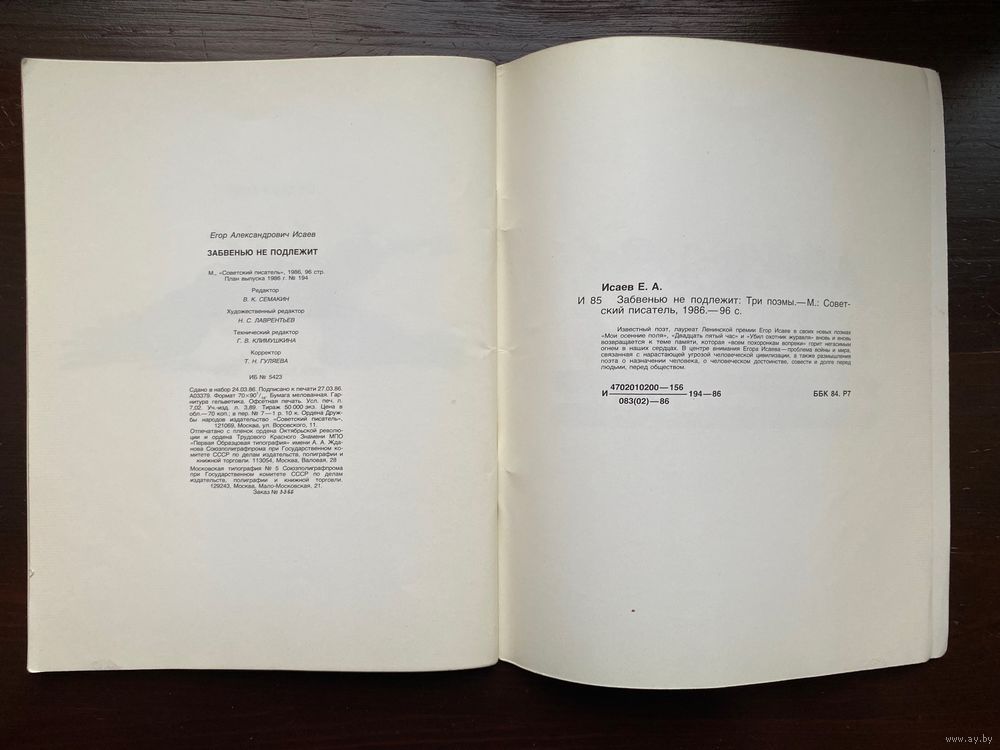 Егор Александрович Исаев
ЗАБВЕНЬЮ НЕ ПОДЛЕЖИТ
М., «Советский писатель», 1986, 96 стр.
План выпуска 1986 г. № 194
Редактор
В. К. СЕМАКИН
Художественный редактор
Н. С. ЛАВРЕНТЬЕВ
Технический редактор
Г. В. КЛИМУШКИНА
Корректор
Т. Н. ГУЛЯЕВА
ИБ № 5423
Сдано в набор 24.03.86. Подписано к печати 27.03.86.
А03379. Формат 70×90¹/₁₆. Бумага мелованная. Гар-
нитура гельветика. Офсетная печать. Усл. печ. л.
7,02. Уч.-изд. л. 3,89. Тираж 50 000 экз. Цена в
обл.— 70 коп.; в пер. № 7—1 р. 10 к. Ордена Друж-
бы народов издательство «Советский писатель»,
121069, Москва, ул. Воровского, 11.
Отпечатано с пленок ордена Октябрьской револю-
ции и ордена Трудового Красного Знамени МПО
«Первая Образцовая типография» имени А. А. Жда-
нова Союзполиграфпрома при Государственном ко-
митете СССР по делам издательств, полиграфии и
книжной торговли. 113054, Москва, Валовая, 28
Московская типография № 5 Союзполиграфпрома
при Государственном комитете СССР по делам
издательств, полиграфии и книжной торговли.
129243, Москва, Мало-Московская, 21.
Заказ №
Исаев Е. А.
И 85 Забвенью не подлежит: Три поэмы.— М.: Совет-
ский писатель, 1986.— 96 с.
Известный поэт, лауреат Ленинской премии Егор Исаев в своих новых поэмах
«Мои осенние поля», «Двадцать пятый час» и «Убил охотник журавля» вновь и вновь
возвращается к теме памяти, которая «всем похоронкам вопреки» горит негасимым
огнем в наших сердцах. В центре внимания Егора Исаева — проблема войны и мира,
связанная с нарастающей угрозой человеческой цивилизации, а также размышления
поэта о назначении человека, о человеческом достоинстве, совести и долге перед
людьми, перед обществом.
4702010200—156
И 194—86 ББК 84. Р7
083(02)—86
www.ay.by